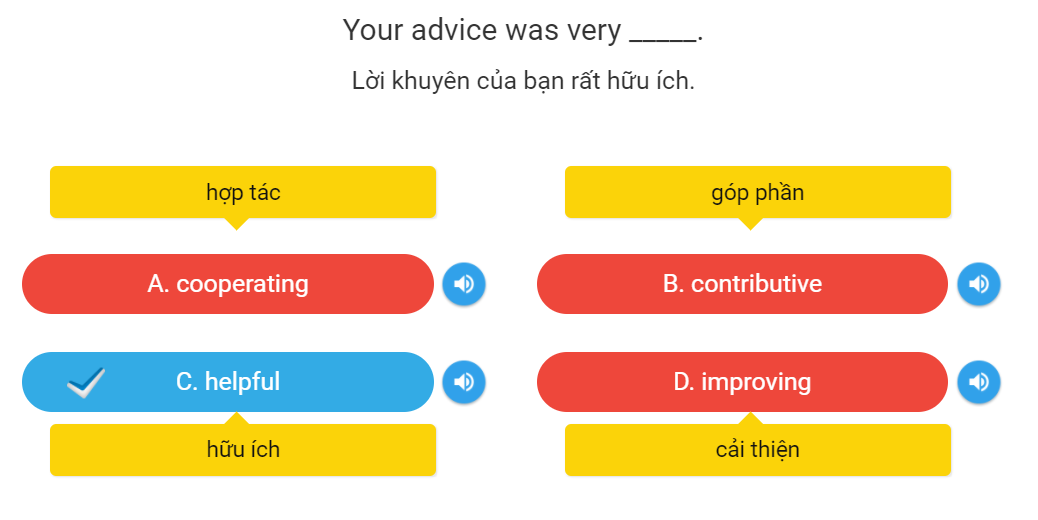 Your advice was very _____.
Lời khuyên của bạn rất hữu ích.
hợp tác
góp phần
A. cooperating
B. contributive
C. helpful
D. improving
hữu ích
cải thiện